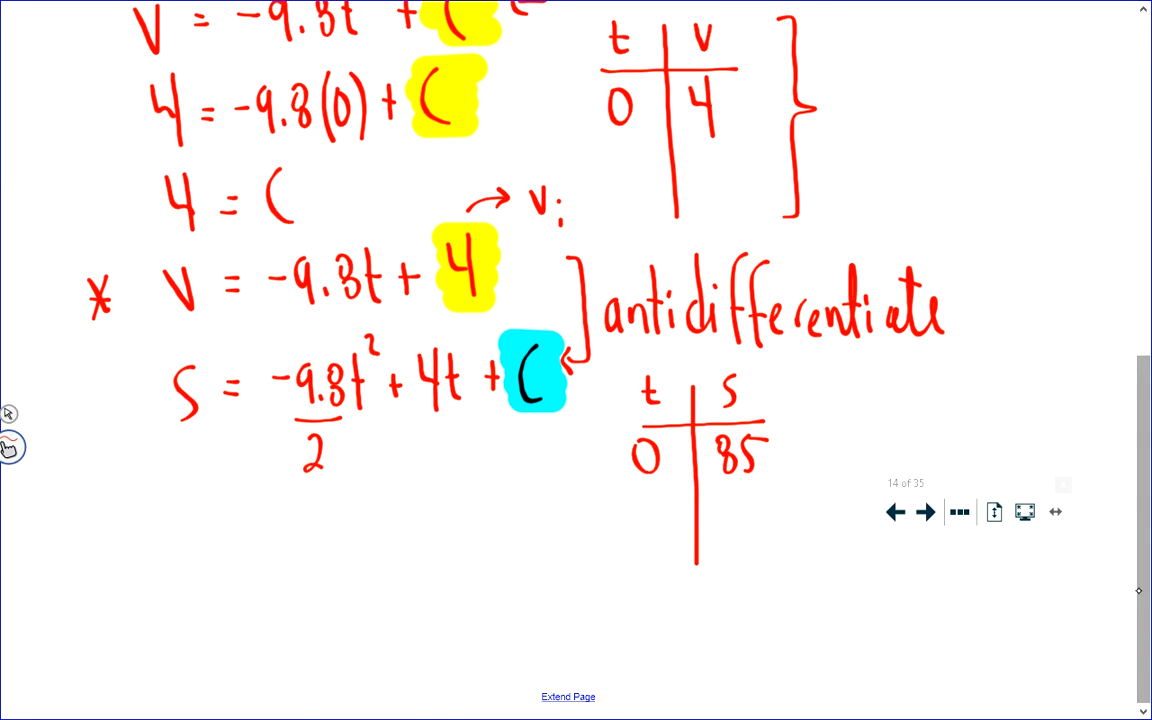 V = -9.8t + C
t V
4 = -9.8(0) + C
0 4
4 = C
→ Vi
* V = -9.8t + 4
antidifferentiate
S = -9.8t² + 4t + C
2
t S
0 85
14 of 35
Extend Page